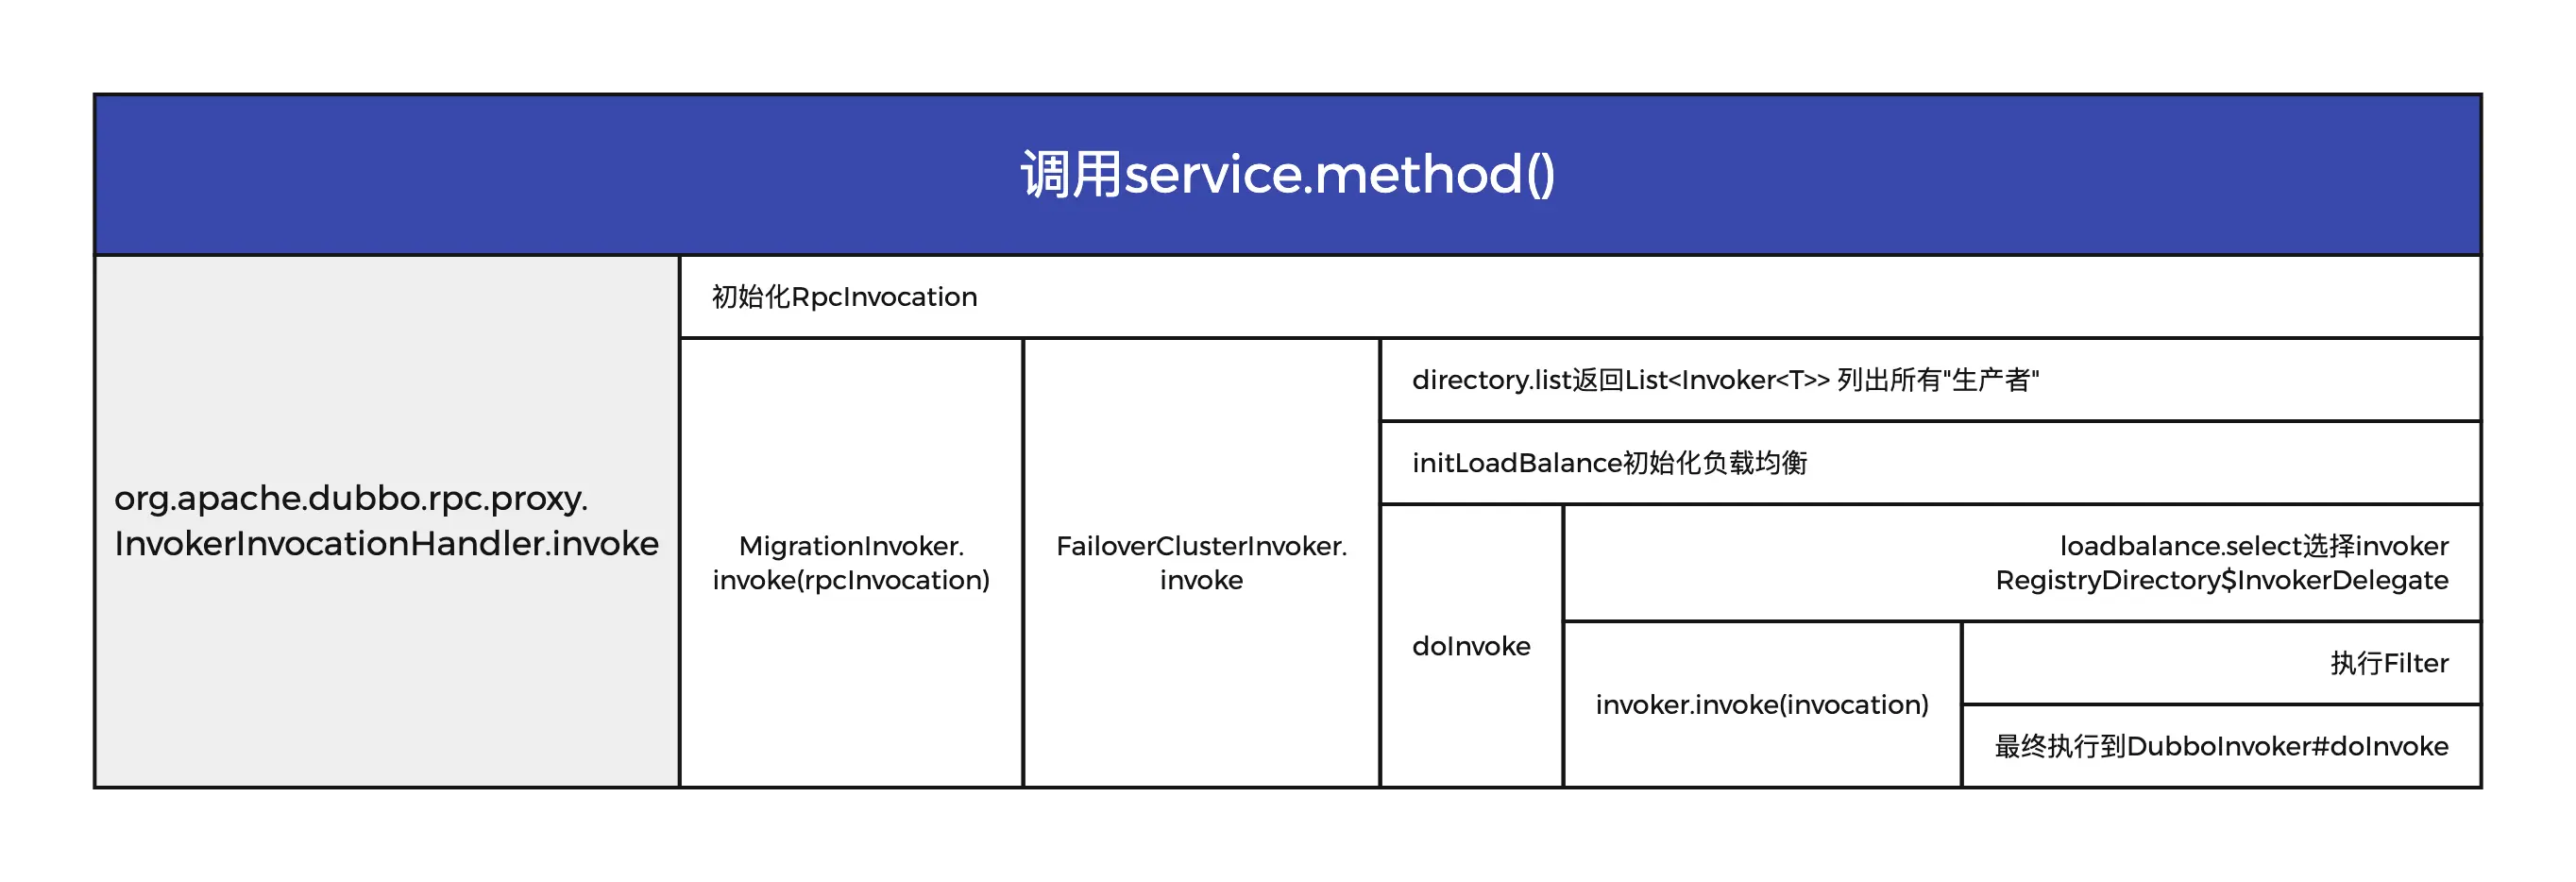 调用service.method()
org.apache.dubbo.rpc.proxy.
InvokerInvocationHandler.invoke
初始化RpcInvocation
MigrationInvoker.
invoke(rpcInvocation)
FailoverClusterInvoker.
invoke
directory.list返回List<Invoker<T>> 列出所有"生产者"
initLoadBalance初始化负载均衡
doInvoke
loadbalance.select选择invoker
RegistryDirectory$InvokerDelegate
invoker.invoke(invocation)
执行Filter
最终执行到DubboInvoker#doInvoke